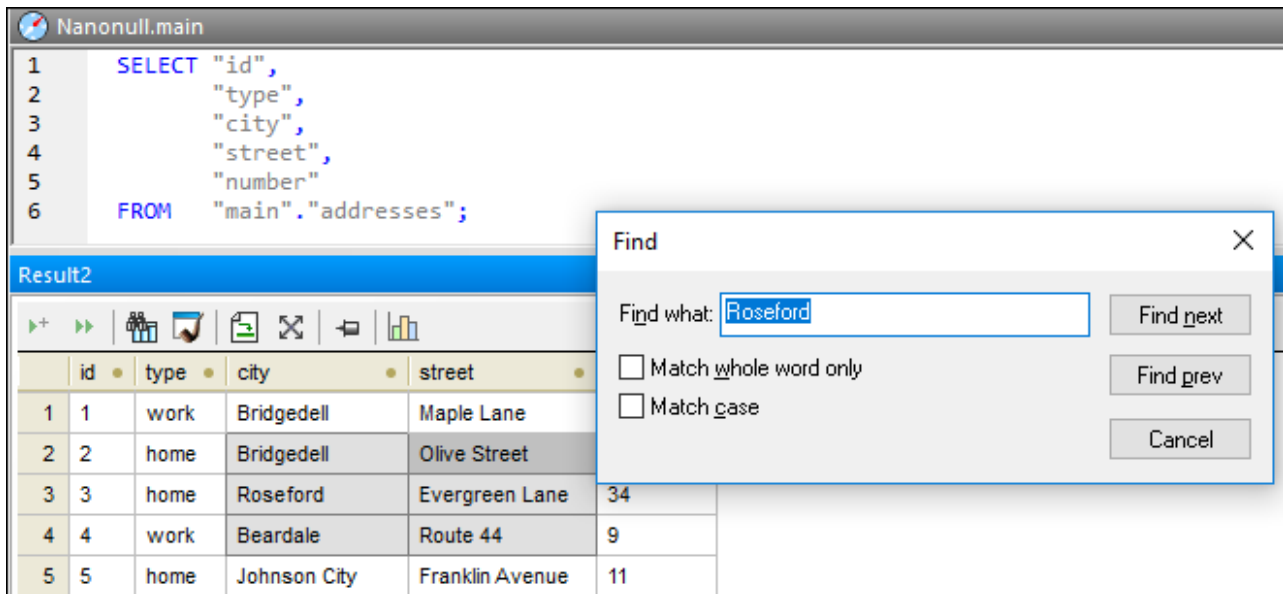 Nanonull.main
1 SELECT "id",
2 "type",
3 "city",
4 "street",
5 "number"
6 FROM "main"."addresses";
Find
Result2
Find what: Roseford Find next
Match whole word only Find prev
Match case
Cancel
id type city street
1 1 work Bridgedell Maple Lane
2 2 home Bridgedell Olive Street
3 3 home Roseford Evergreen Lane 34
4 4 work Beardale Route 44 9
5 5 home Johnson City Franklin Avenue 11